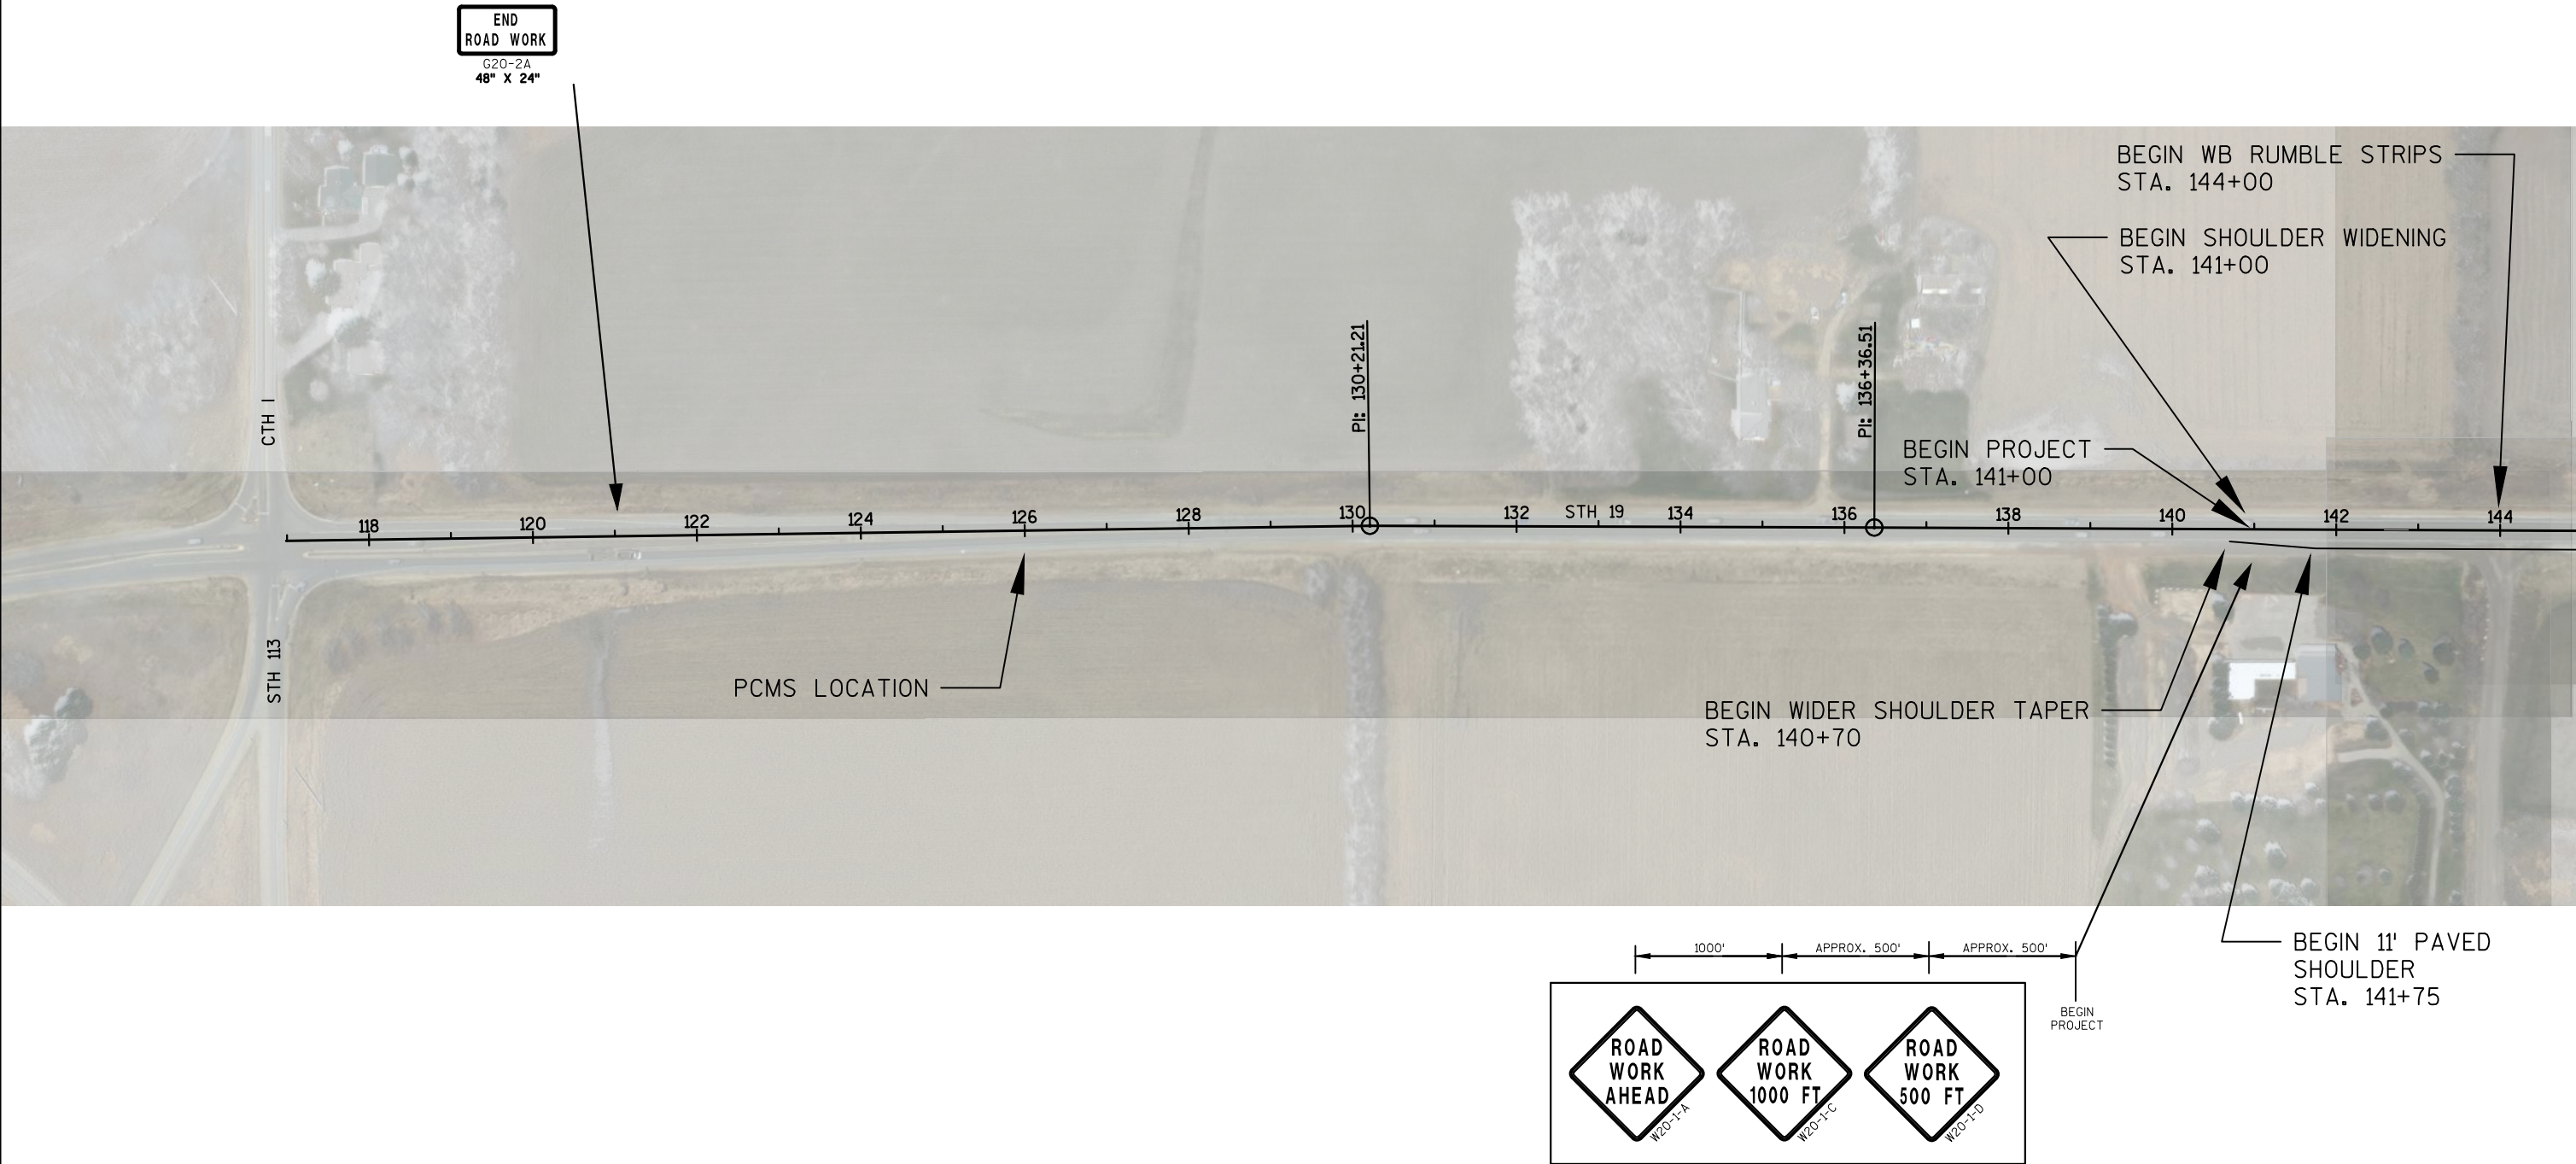 END
ROAD WORK
G20-2A
48" X 24"
BEGIN WB RUMBLE STRIPS
STA. 144+00
BEGIN SHOULDER WIDENING
STA. 141+00
PI: 130+21.21
PI: 136+36.51
CTH I
BEGIN PROJECT
STA. 141+00
118
120
122
124
126
128
130
132
STH 19
134
136
138
140
142
144
STH 113
PCMS LOCATION
BEGIN WIDER SHOULDER TAPER
STA. 140+70
1000'
APPROX. 500'
APPROX. 500'
BEGIN 11' PAVED
SHOULDER
STA. 141+75
BEGIN
PROJECT
ROAD
WORK
AHEAD
W20-1-A
ROAD
WORK
1000 FT
W20-1-C
ROAD
WORK
500 FT
W20-1-D